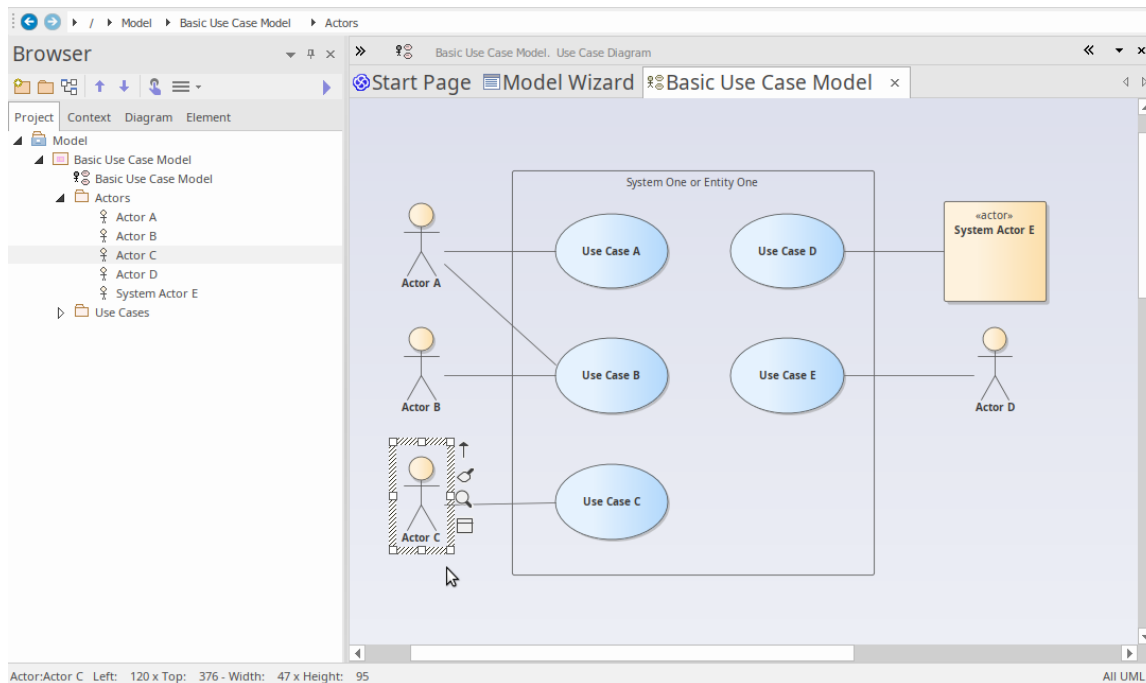 / Model Basic Use Case Model Actors
Browser
Basic Use Case Model. Use Case Diagram
Start Page Model Wizard Basic Use Case Model
Project Context Diagram Element
Model
Basic Use Case Model
Basic Use Case Model
Actors
Actor A
Actor B
Actor C
Actor D
System Actor E
Use Cases
System One or Entity One
«actor»
System Actor E
Use Case A
Use Case D
Actor A
Use Case B
Use Case E
Actor B
Actor D
Use Case C
Actor C
Actor:Actor C Left: 120 x Top: 376 - Width: 47 x Height: 95
All UML